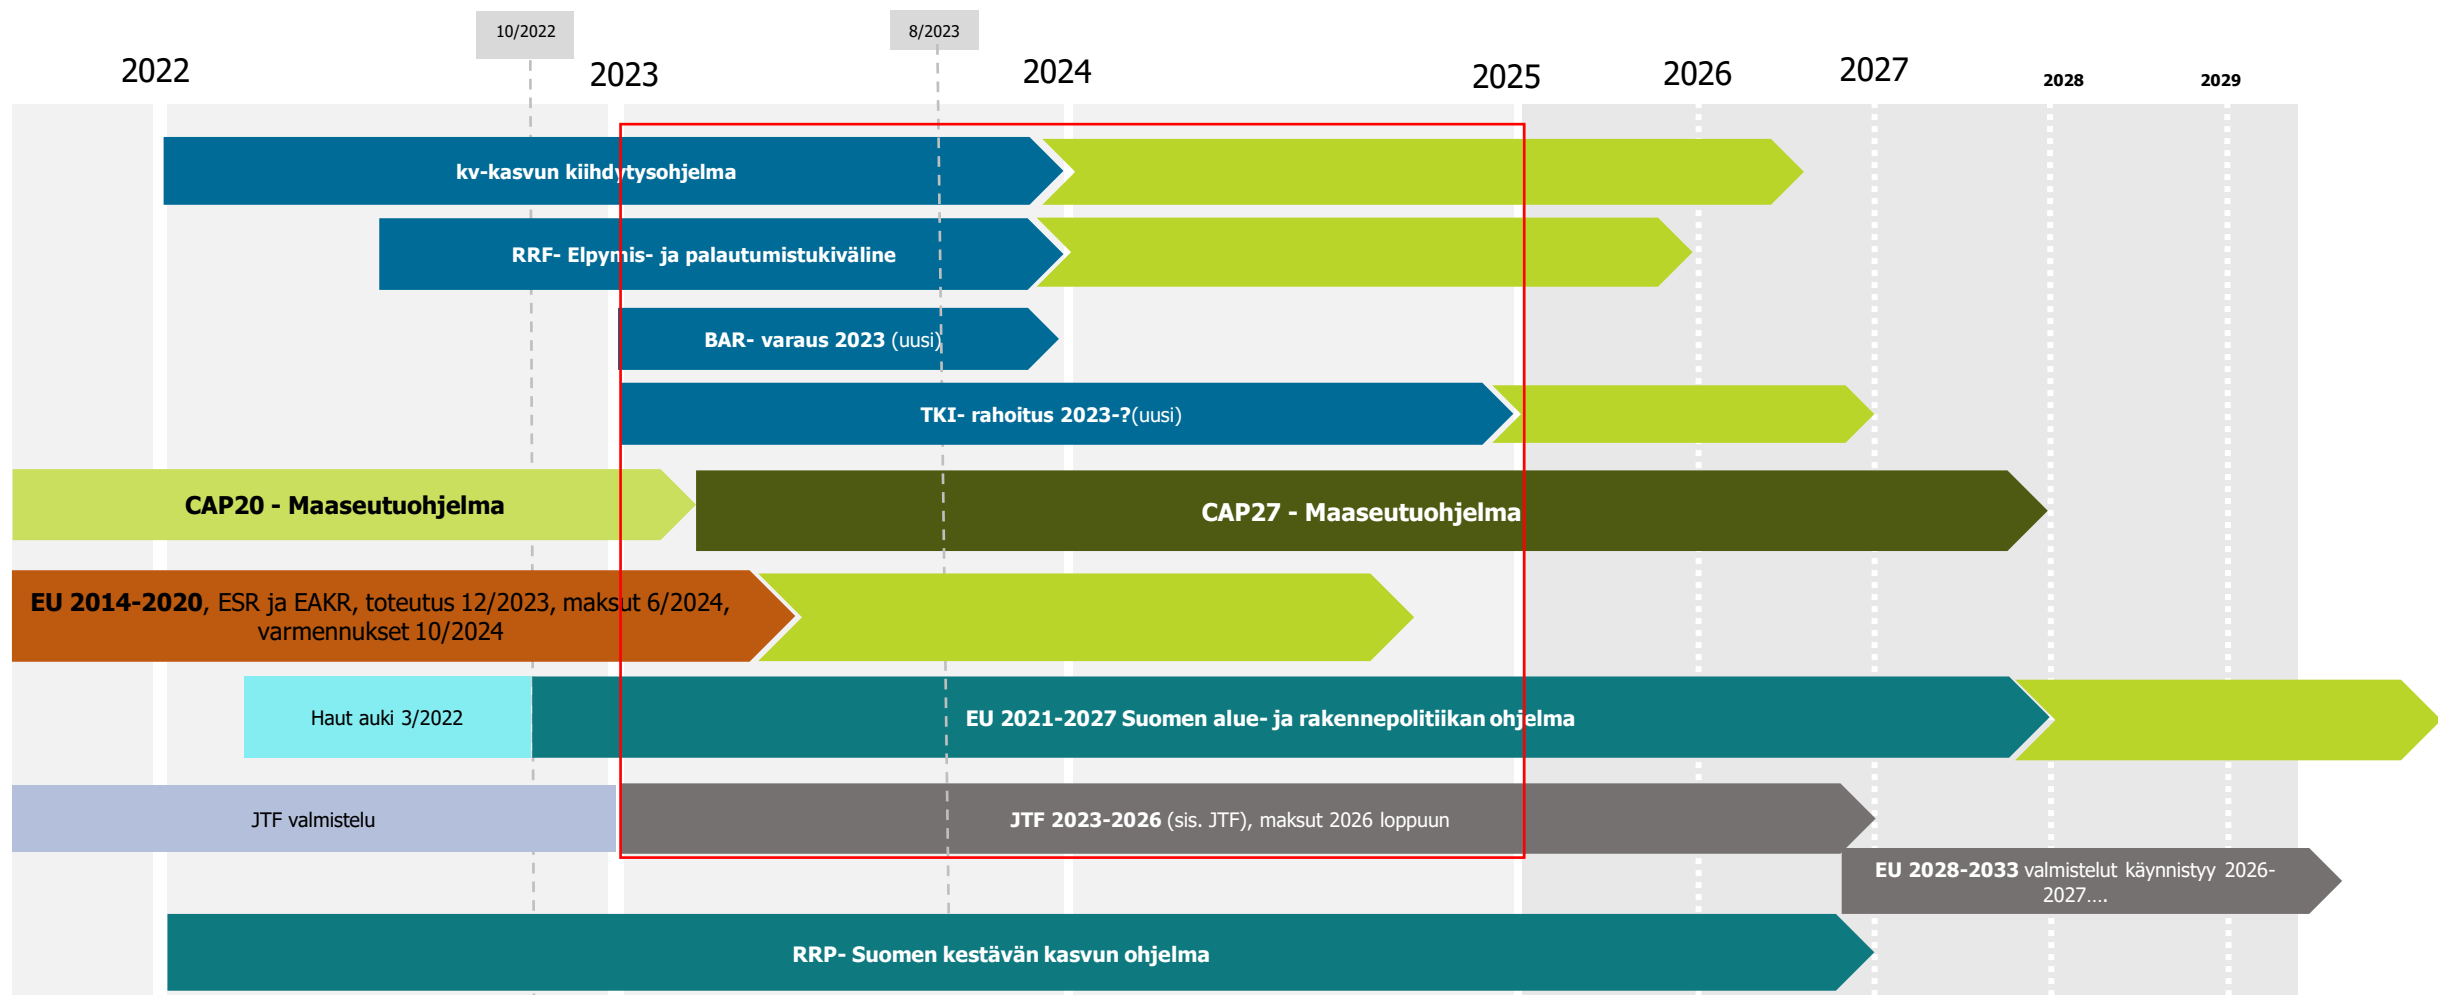 10/2022
8/2023
2022
2023
2024
2025
2026
2027
2028
2029
kv-kasvun kiihdytysohjelma
RRF- Elpymis- ja palautumistukiväline
BAR- varaus 2023 (uusi)
TKI- rahoitus 2023-?(uusi)
CAP20 - Maaseutuohjelma
CAP27 - Maaseutuohjelma
EU 2014-2020, ESR ja EAKR, toteutus 12/2023, maksut 6/2024,
varmennukset 10/2024
Haut auki 3/2022
EU 2021-2027 Suomen alue- ja rakennepolitiikan ohjelma
JTF valmistelu
JTF 2023-2026 (sis. JTF), maksut 2026 loppuun
EU 2028-2033 valmistelut käynnistyy 2026-
2027....
RRP- Suomen kestävän kasvun ohjelma